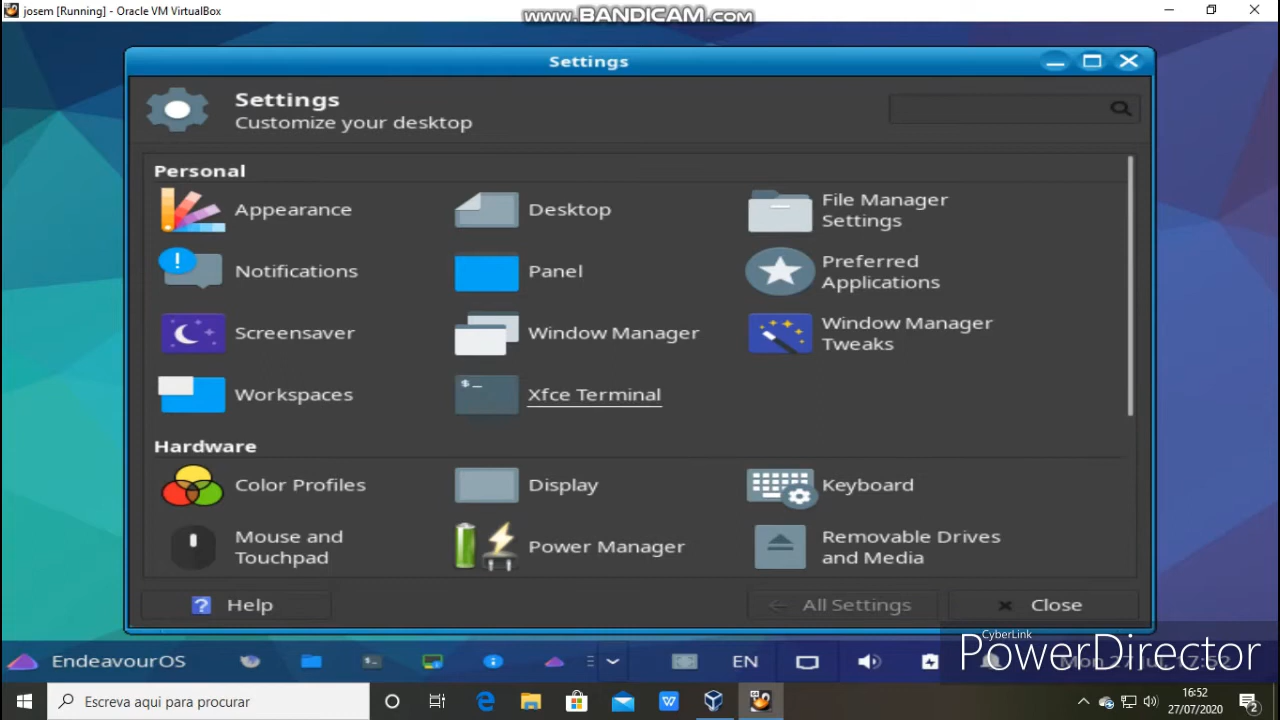 josem [Running] - Oracle VM VirtualBox
www.BANDICAM.com
Settings
Settings
Customize your desktop
Personal
Appearance
Desktop
File Manager
Settings
Notifications
Panel
Preferred
Applications
Screensaver
Window Manager
Window Manager
Tweaks
Workspaces
$_
Xfce Terminal
Hardware
Color Profiles
Display
Keyboard
Mouse and
Touchpad
Power Manager
Removable Drives
and Media
Help
All Settings
Close
EndeavourOS
EN
CyberLink
PowerDirector
Escreva aqui para procurar
16:52
27/07/2020
2